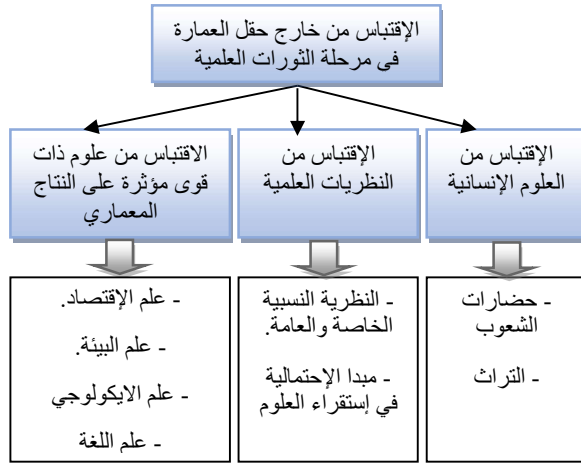 الإقتباس من خارج حقل العمارة
فى مرحلة الثورات العلمية
الإقتباس من
العلوم الإنسانية
الإقتباس من
النظريات العلمية
الاقتباس من علوم ذات
قوى مؤثرة على النتاج
المعماري
- حضارات
الشعوب
- التراث
- النظرية النسبية
الخاصة والعامة.
- مبدا الإحتمالية
في إستقراء العلوم
- علم الإقتصاد.
- علم البيئة.
- علم الايكولوجي
- علم اللغة